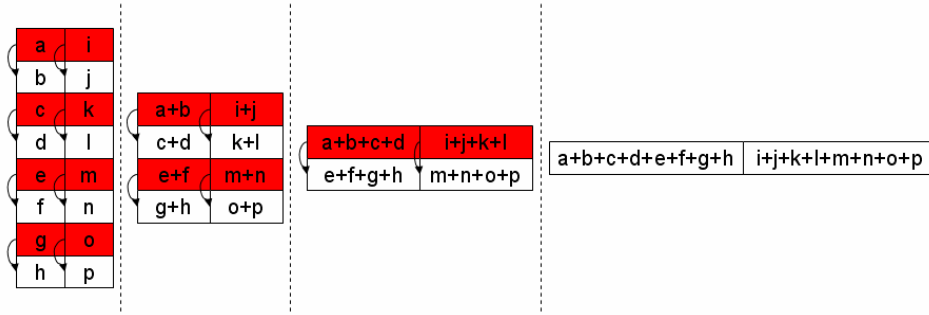 a i
b j
c k
d l
e m
f n
g o
h p
a+b i+j
c+d k+l
e+f m+n
g+h o+p
a+b+c+d i+j+k+l
e+f+g+h m+n+o+p
a+b+c+d+e+f+g+h i+j+k+l+m+n+o+p